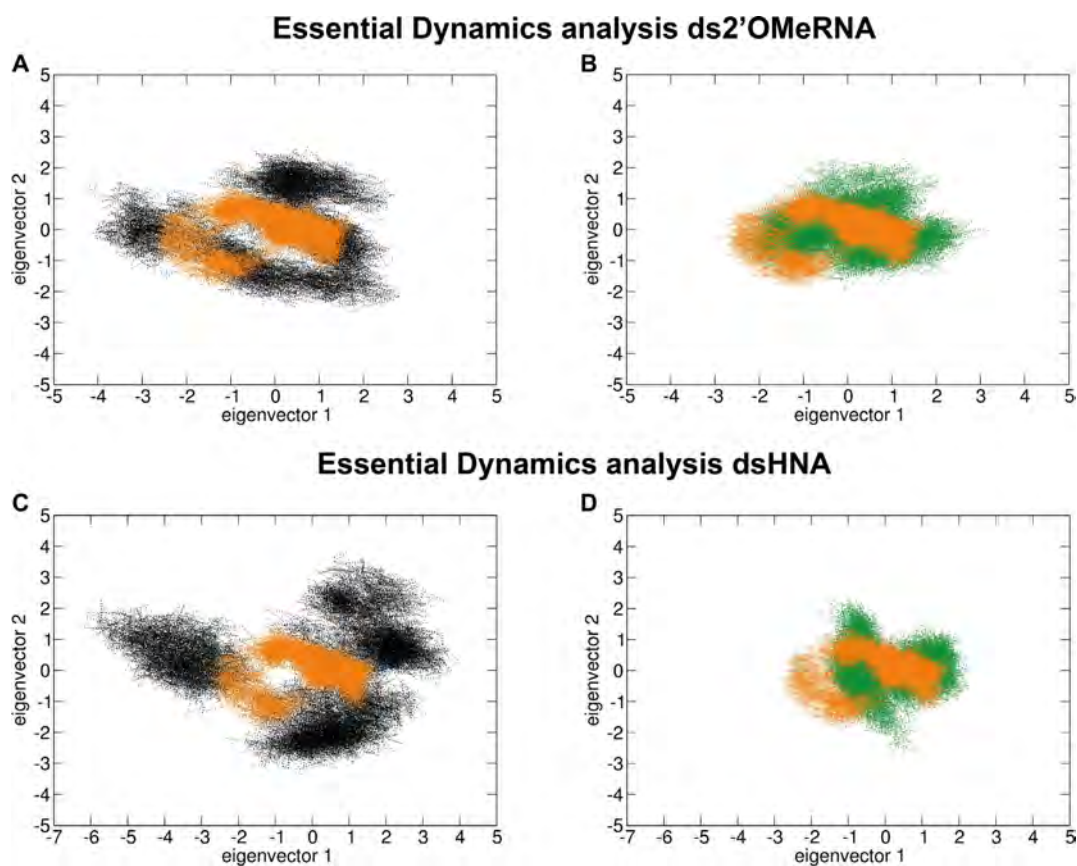 Essential Dynamics analysis ds2'OMeRNA
A
B
5
4
3
2
1
0
-1
-2
-3
-4
-5
eigenvector 2
-5 -4 -3 -2 -1 0 1 2 3 4 5
eigenvector 1
5
4
3
2
1
0
-1
-2
-3
-4
-5
eigenvector 2
-5 -4 -3 -2 -1 0 1 2 3 4 5
eigenvector 1
Essential Dynamics analysis dsHNA
C
D
5
4
3
2
1
0
-1
-2
-3
-4
-5
eigenvector 2
-7 -6 -5 -4 -3 -2 -1 0 1 2 3 4 5
eigenvector 1
5
4
3
2
1
0
-1
-2
-3
-4
-5
eigenvector 2
-7 -6 -5 -4 -3 -2 -1 0 1 2 3 4 5
eigenvector 1